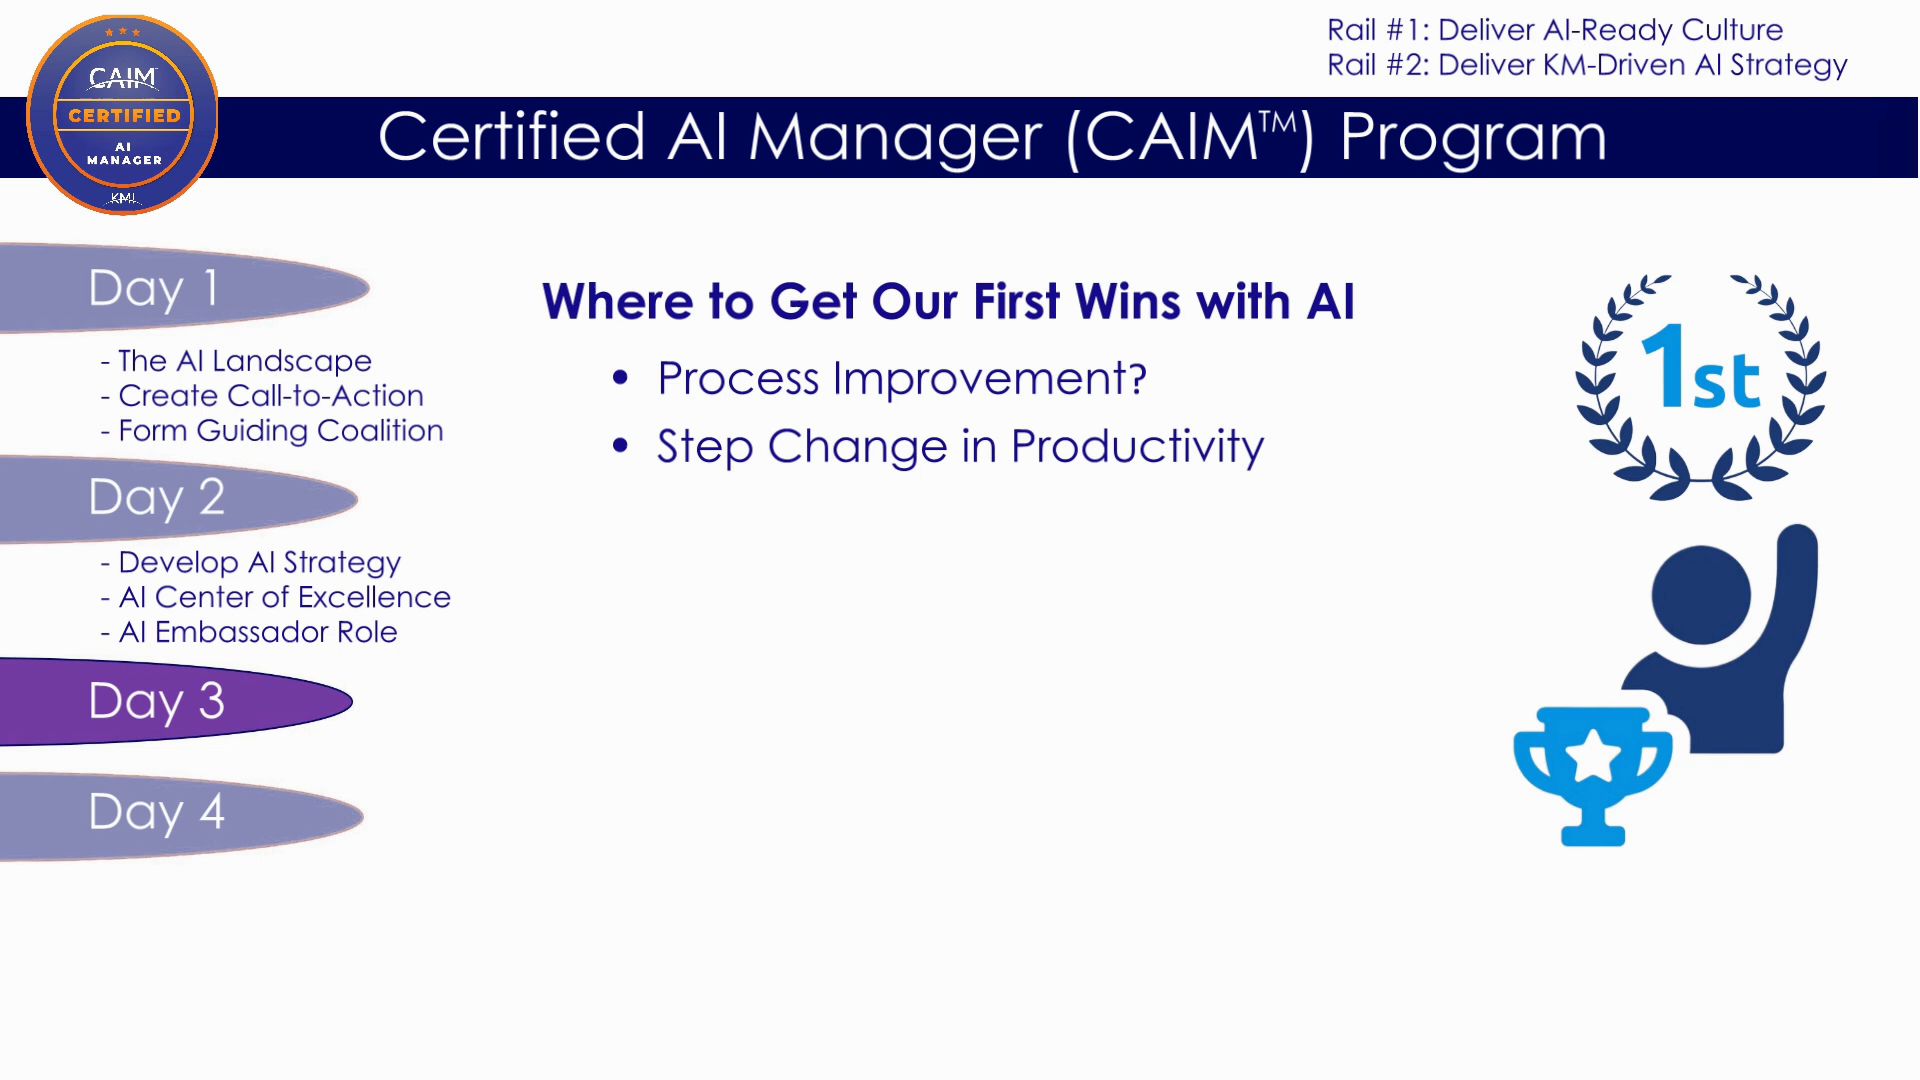 Rail #1: Deliver AI-Ready Culture
Rail #2: Deliver KM-Driven AI Strategy
CAIM
CERTIFIED
AI
MANAGER
KMI
Certified AI Manager (CAIM™) Program
Day 1
- The AI Landscape
- Create Call-to-Action
- Form Guiding Coalition
Day 2
- Develop AI Strategy
- AI Center of Excellence
- AI Embassador Role
Day 3
Day 4
Where to Get Our First Wins with AI
• Process Improvement?
• Step Change in Productivity
1st